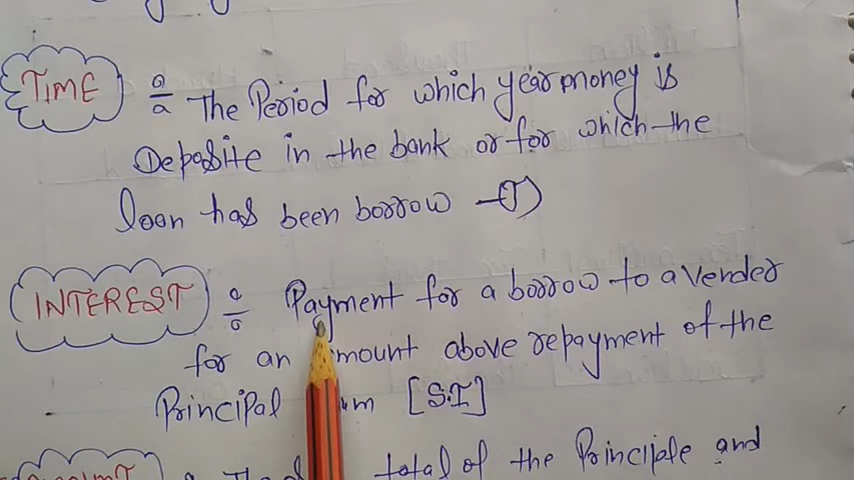 TIME : The Period for which year money is
Deposite in the bank or for which the
loon has been borrow -(T)
INTEREST : Payment for a borrow to a vender
for an amount above repayment of the
Principal [S.I]
total of the Principle and